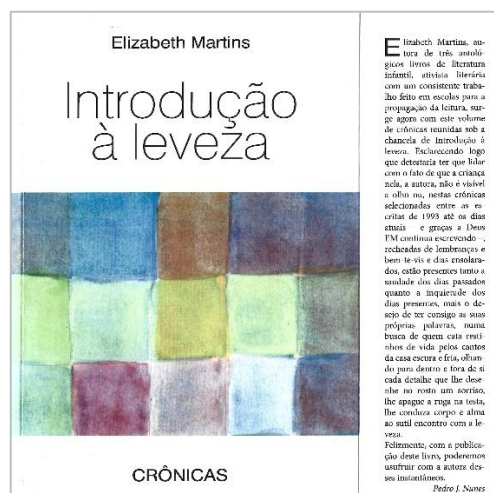 Elizabeth Martins
Introdução
à leveza
CRÔNICAS
Elizabeth Martins, au-
tora de três antoló-
gicos livros de literatura
infantil, ativista literária
com um consistente traba-
lho feito em escolas para a
propagação da leitura, sur-
ge agora com este volume
de crônicas reunidas sob a
chancela de Introdução à
leveza. Esclarecendo logo
que detestaria ter que lidar
com o fato de que a criança
nela, a autora, não é visível
a olho nu, nestas crônicas
selecionadas entre as es-
critas de 1993 até os dias
atuais – e graças a Deus
EM continua escrevendo –,
recheadas de lembranças e
bem-te-vis e dias ensolara-
dos, estão presentes tanto a
saudade dos dias passados
quanto a inquietude dos
dias presentes, mais o de-
sejo de ter consigo as suas
próprias palavras, numa
busca de quem cata resti-
nhos de vida pelos cantos
da casa escura e fria, olhan-
do para dentro e fora de si
cada detalhe que lhe dese-
nhe no rosto um sorriso,
lhe apague a ruga na testa,
lhe conduza corpo e alma
ao sutil encontro com a le-
veza.
Felizmente, com a publica-
ção deste livro, poderemos
usufruir com a autora des-
ses instantâneos.
Pedro J. Nunes